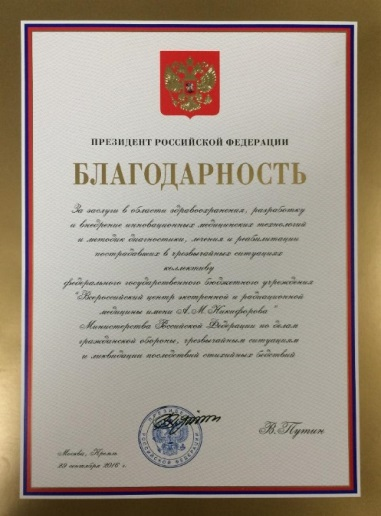 ПРЕЗИДЕНТ РОССИЙСКОЙ ФЕДЕРАЦИИ
БЛАГОДАРНОСТЬ
За заслуги в области здравоохранения, разработку
и внедрение инновационных медицинских технологий
и методик диагностики, лечения и реабилитации
пострадавших в чрезвычайных ситуациях
коллективу
федерального государственного бюджетного учреждения
"Всероссийский центр экстренной и радиационной
медицины имени А.М.Никифорова"
Министерства Российской Федерации по делам
гражданской обороны, чрезвычайным ситуациям
и ликвидации последствий стихийных бедствий
В.Путин
Москва, Кремль
2016 г.